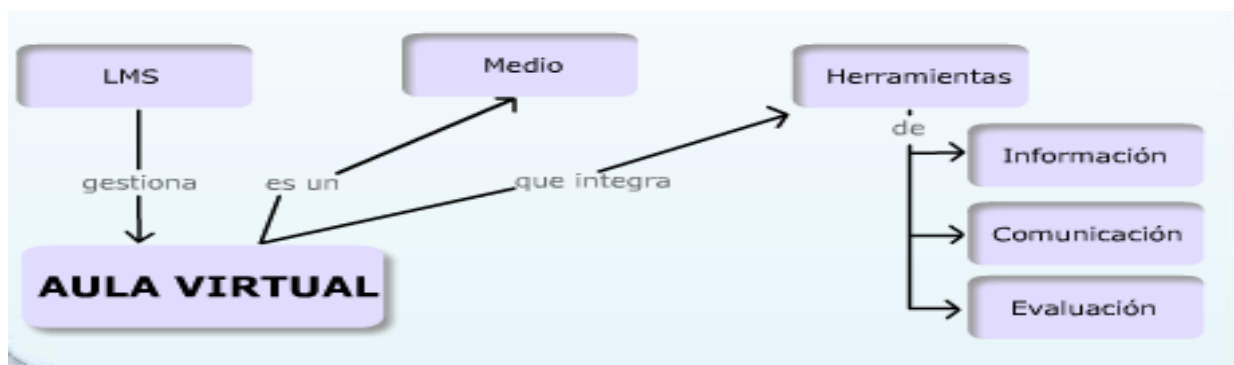 LMS
Medio
Herramientas
de
Información
gestiona
es un
que integra
Comunicación
AULA VIRTUAL
Evaluación